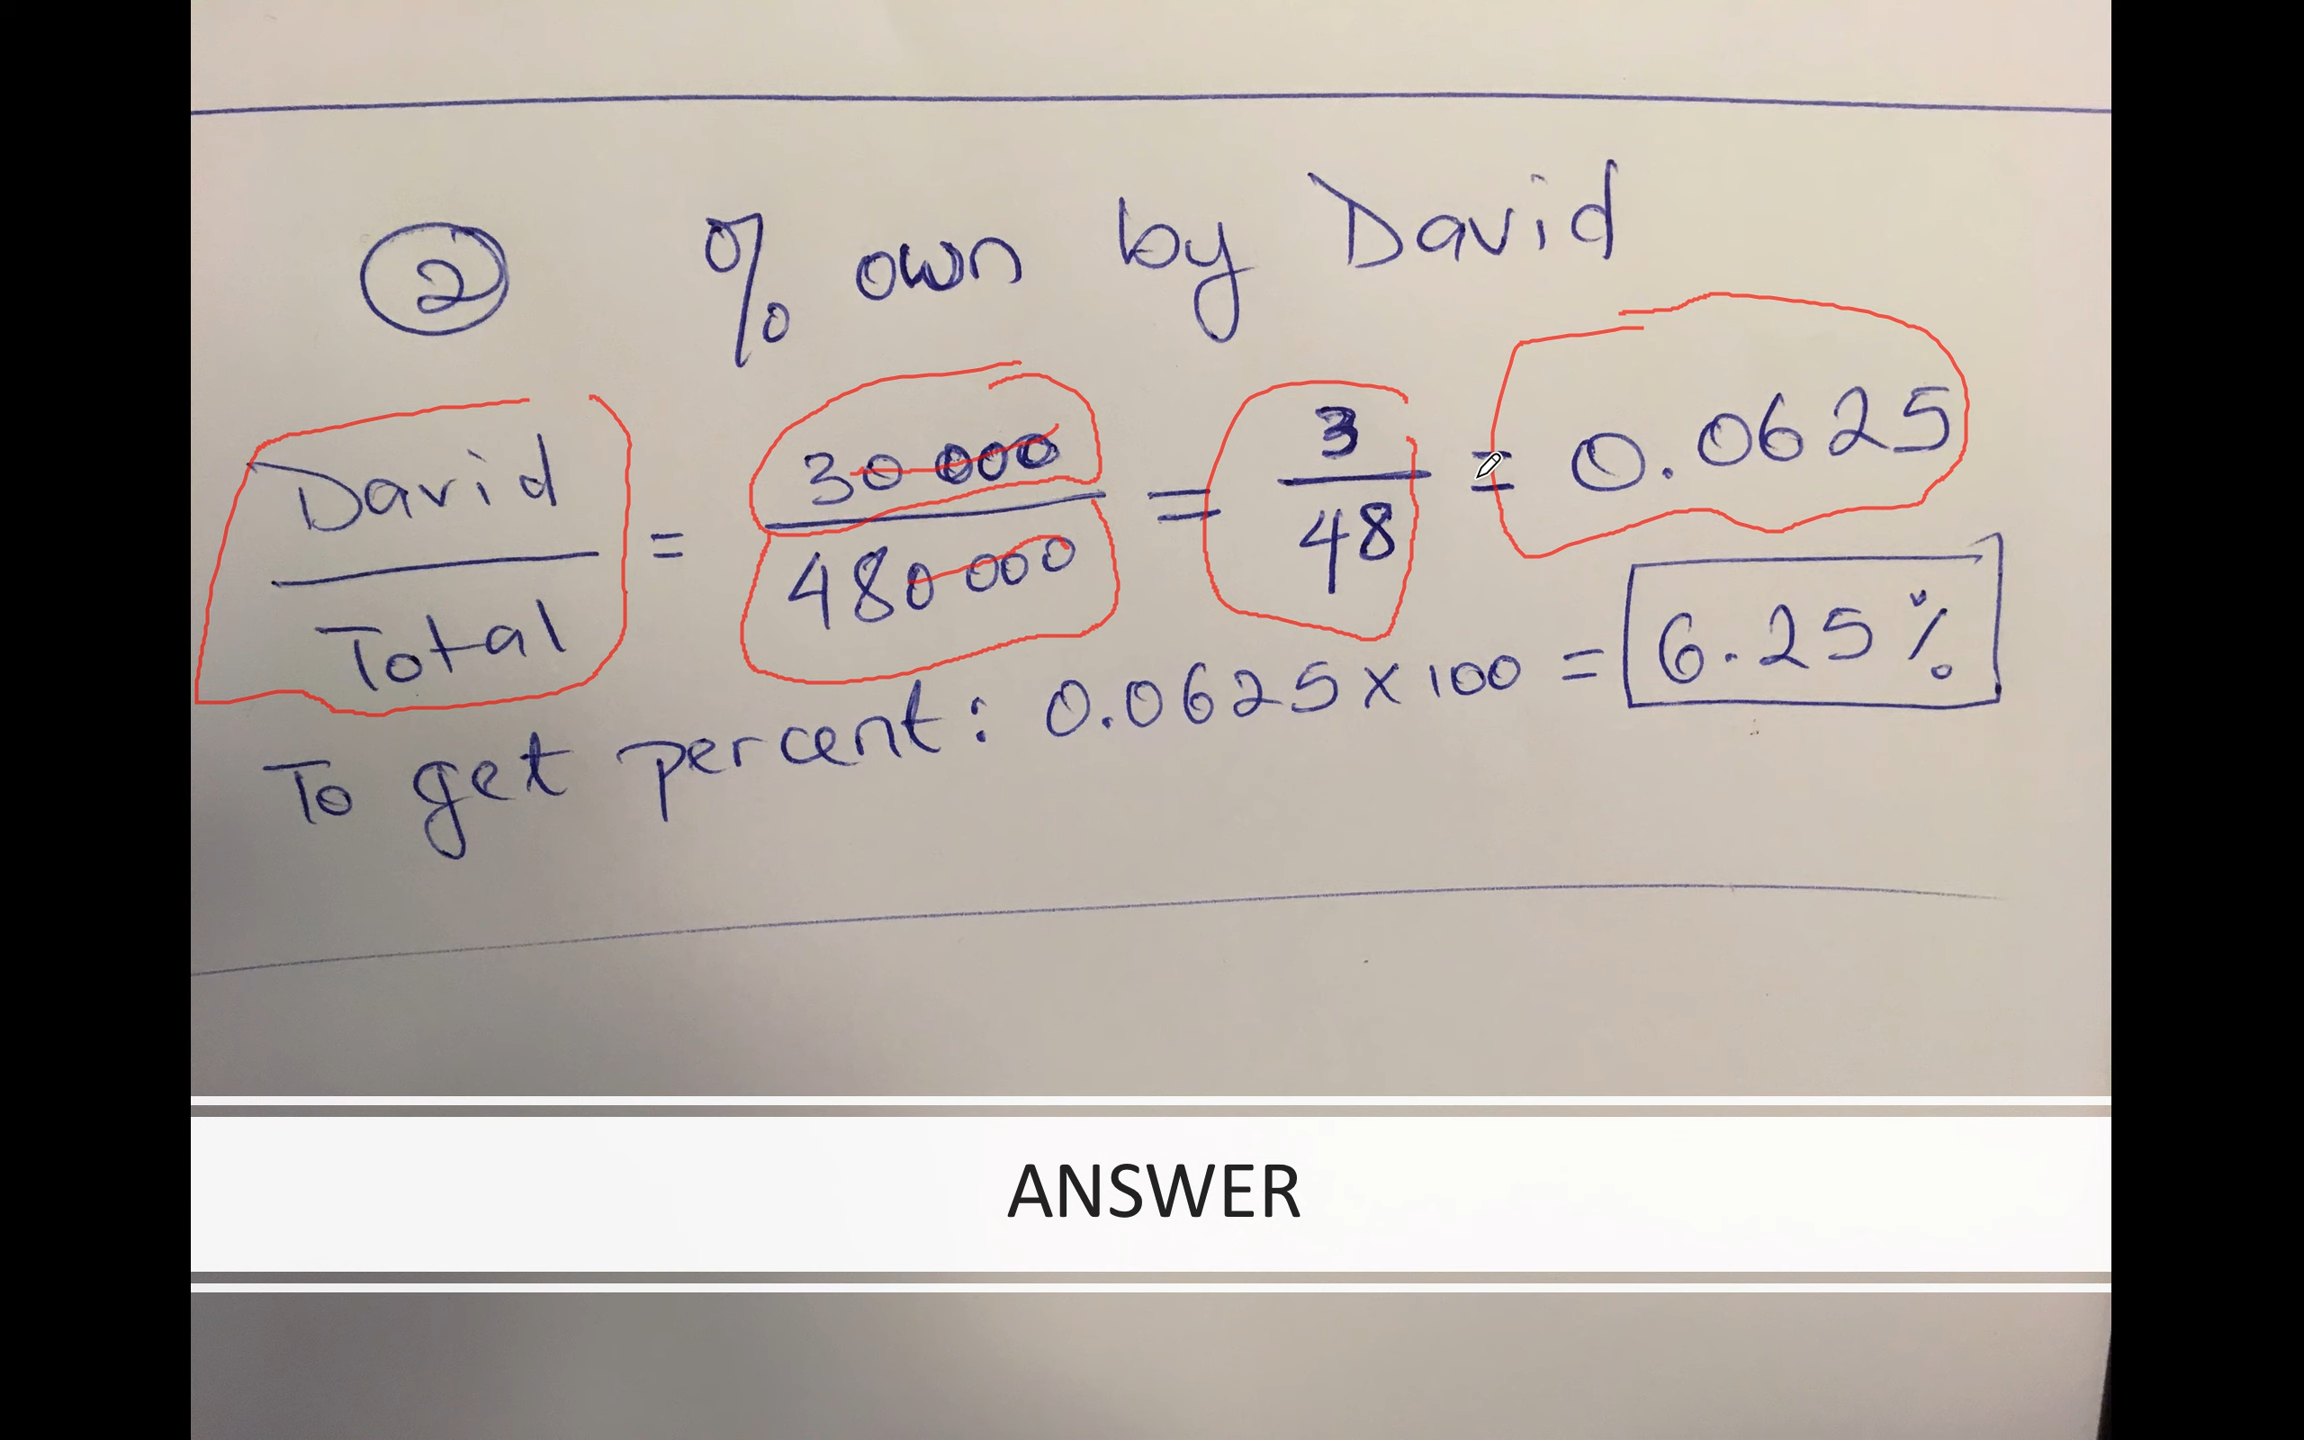 2 % own by David
David/Total = 30 000/480 000 = 3/48 = 0.0625
To get percent: 0.0625 x 100 = 6.25%
ANSWER